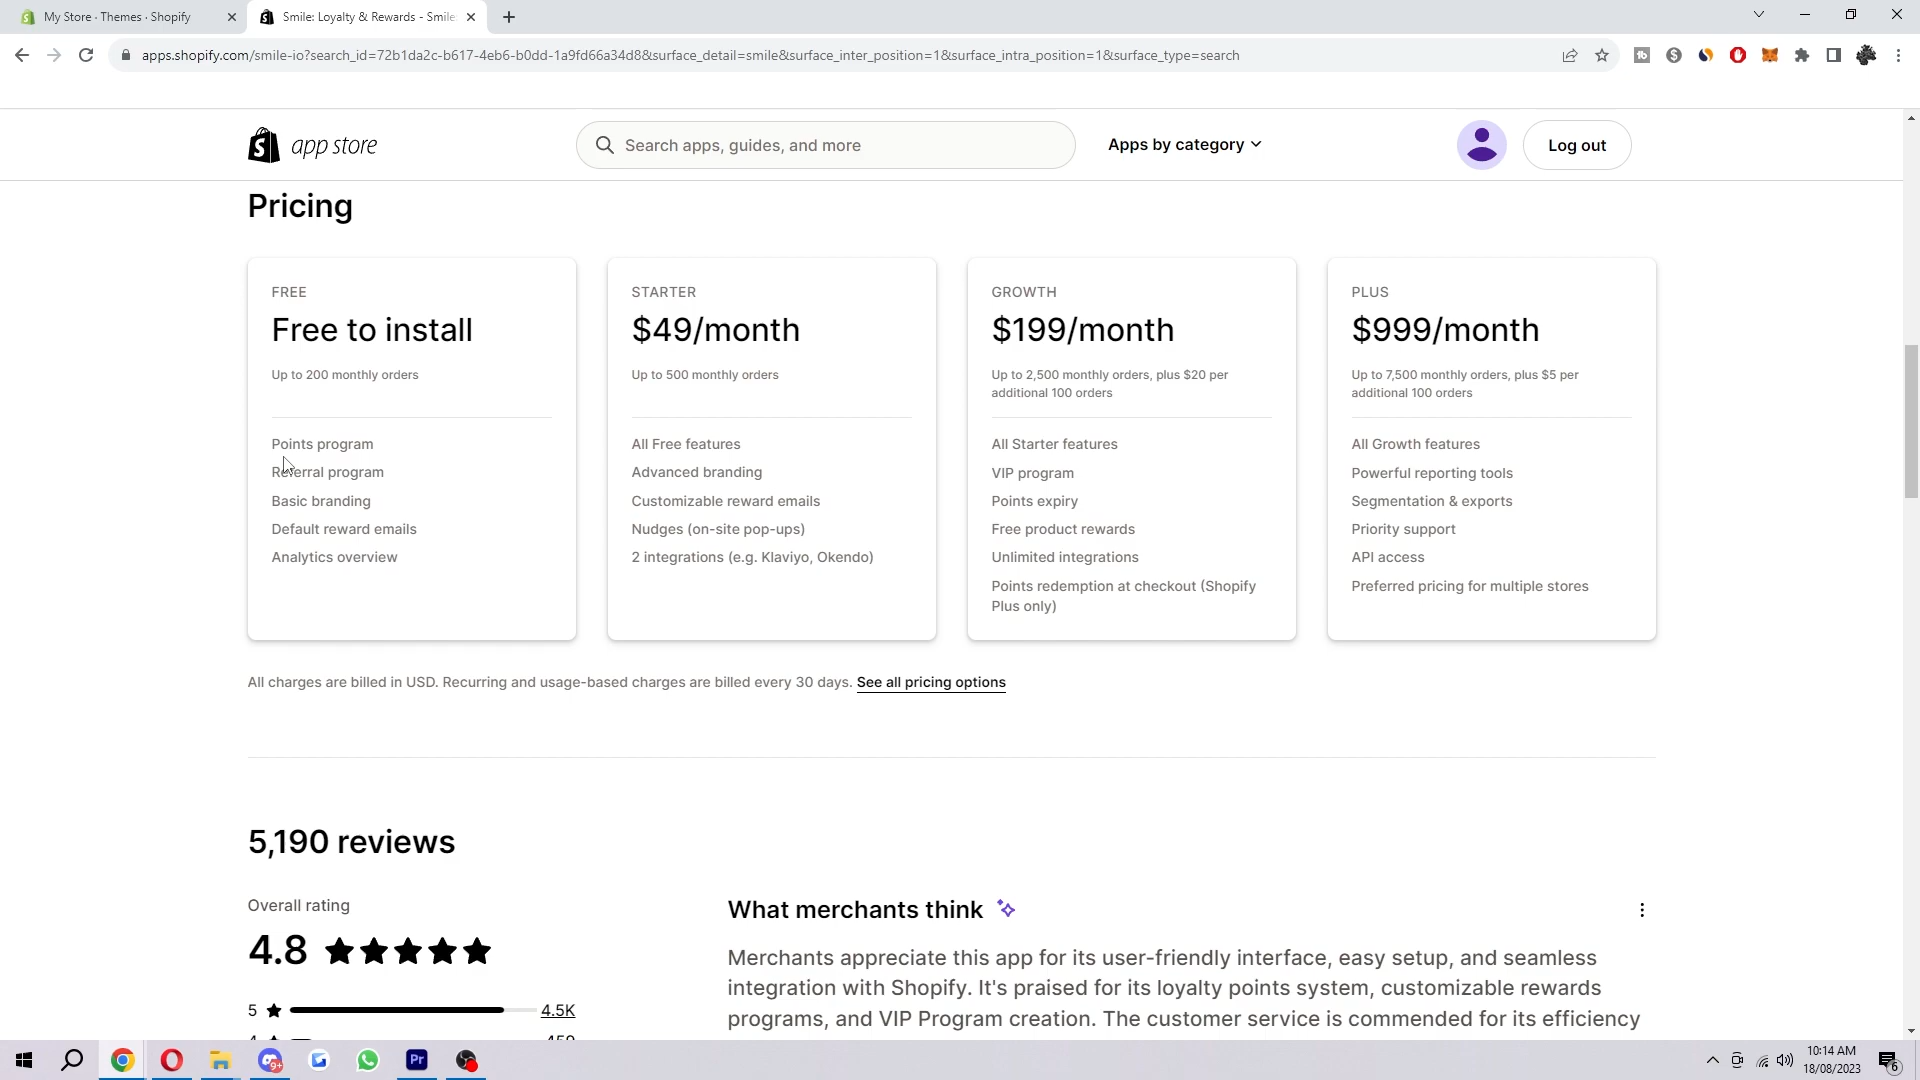 My Store · Themes · Shopify
Smile: Loyalty & Rewards - Smile:
apps.shopify.com/smile-io?search_id=72b1da2c-b617-4eb6-b0dd-1a9fd66a34d8&surface_detail=smile&surface_inter_position=1&surface_intra_position=1&surface_type=search
app store
Search apps, guides, and more
Apps by category
Log out
Pricing
FREE
Free to install
Up to 200 monthly orders
Points program
Referral program
Basic branding
Default reward emails
Analytics overview
STARTER
$49/month
Up to 500 monthly orders
All Free features
Advanced branding
Customizable reward emails
Nudges (on-site pop-ups)
2 integrations (e.g. Klaviyo, Okendo)
GROWTH
$199/month
Up to 2,500 monthly orders, plus $20 per
additional 100 orders
All Starter features
VIP program
Points expiry
Free product rewards
Unlimited integrations
Points redemption at checkout (Shopify
Plus only)
PLUS
$999/month
Up to 7,500 monthly orders, plus $5 per
additional 100 orders
All Growth features
Powerful reporting tools
Segmentation & exports
Priority support
API access
Preferred pricing for multiple stores
All charges are billed in USD. Recurring and usage-based charges are billed every 30 days. See all pricing options
5,190 reviews
Overall rating
4.8
5
4.5K
What merchants think
Merchants appreciate this app for its user-friendly interface, easy setup, and seamless
integration with Shopify. It's praised for its loyalty points system, customizable rewards
programs, and VIP Program creation. The customer service is commended for its efficiency
9+
Pr
10:14 AM
18/08/2023
6